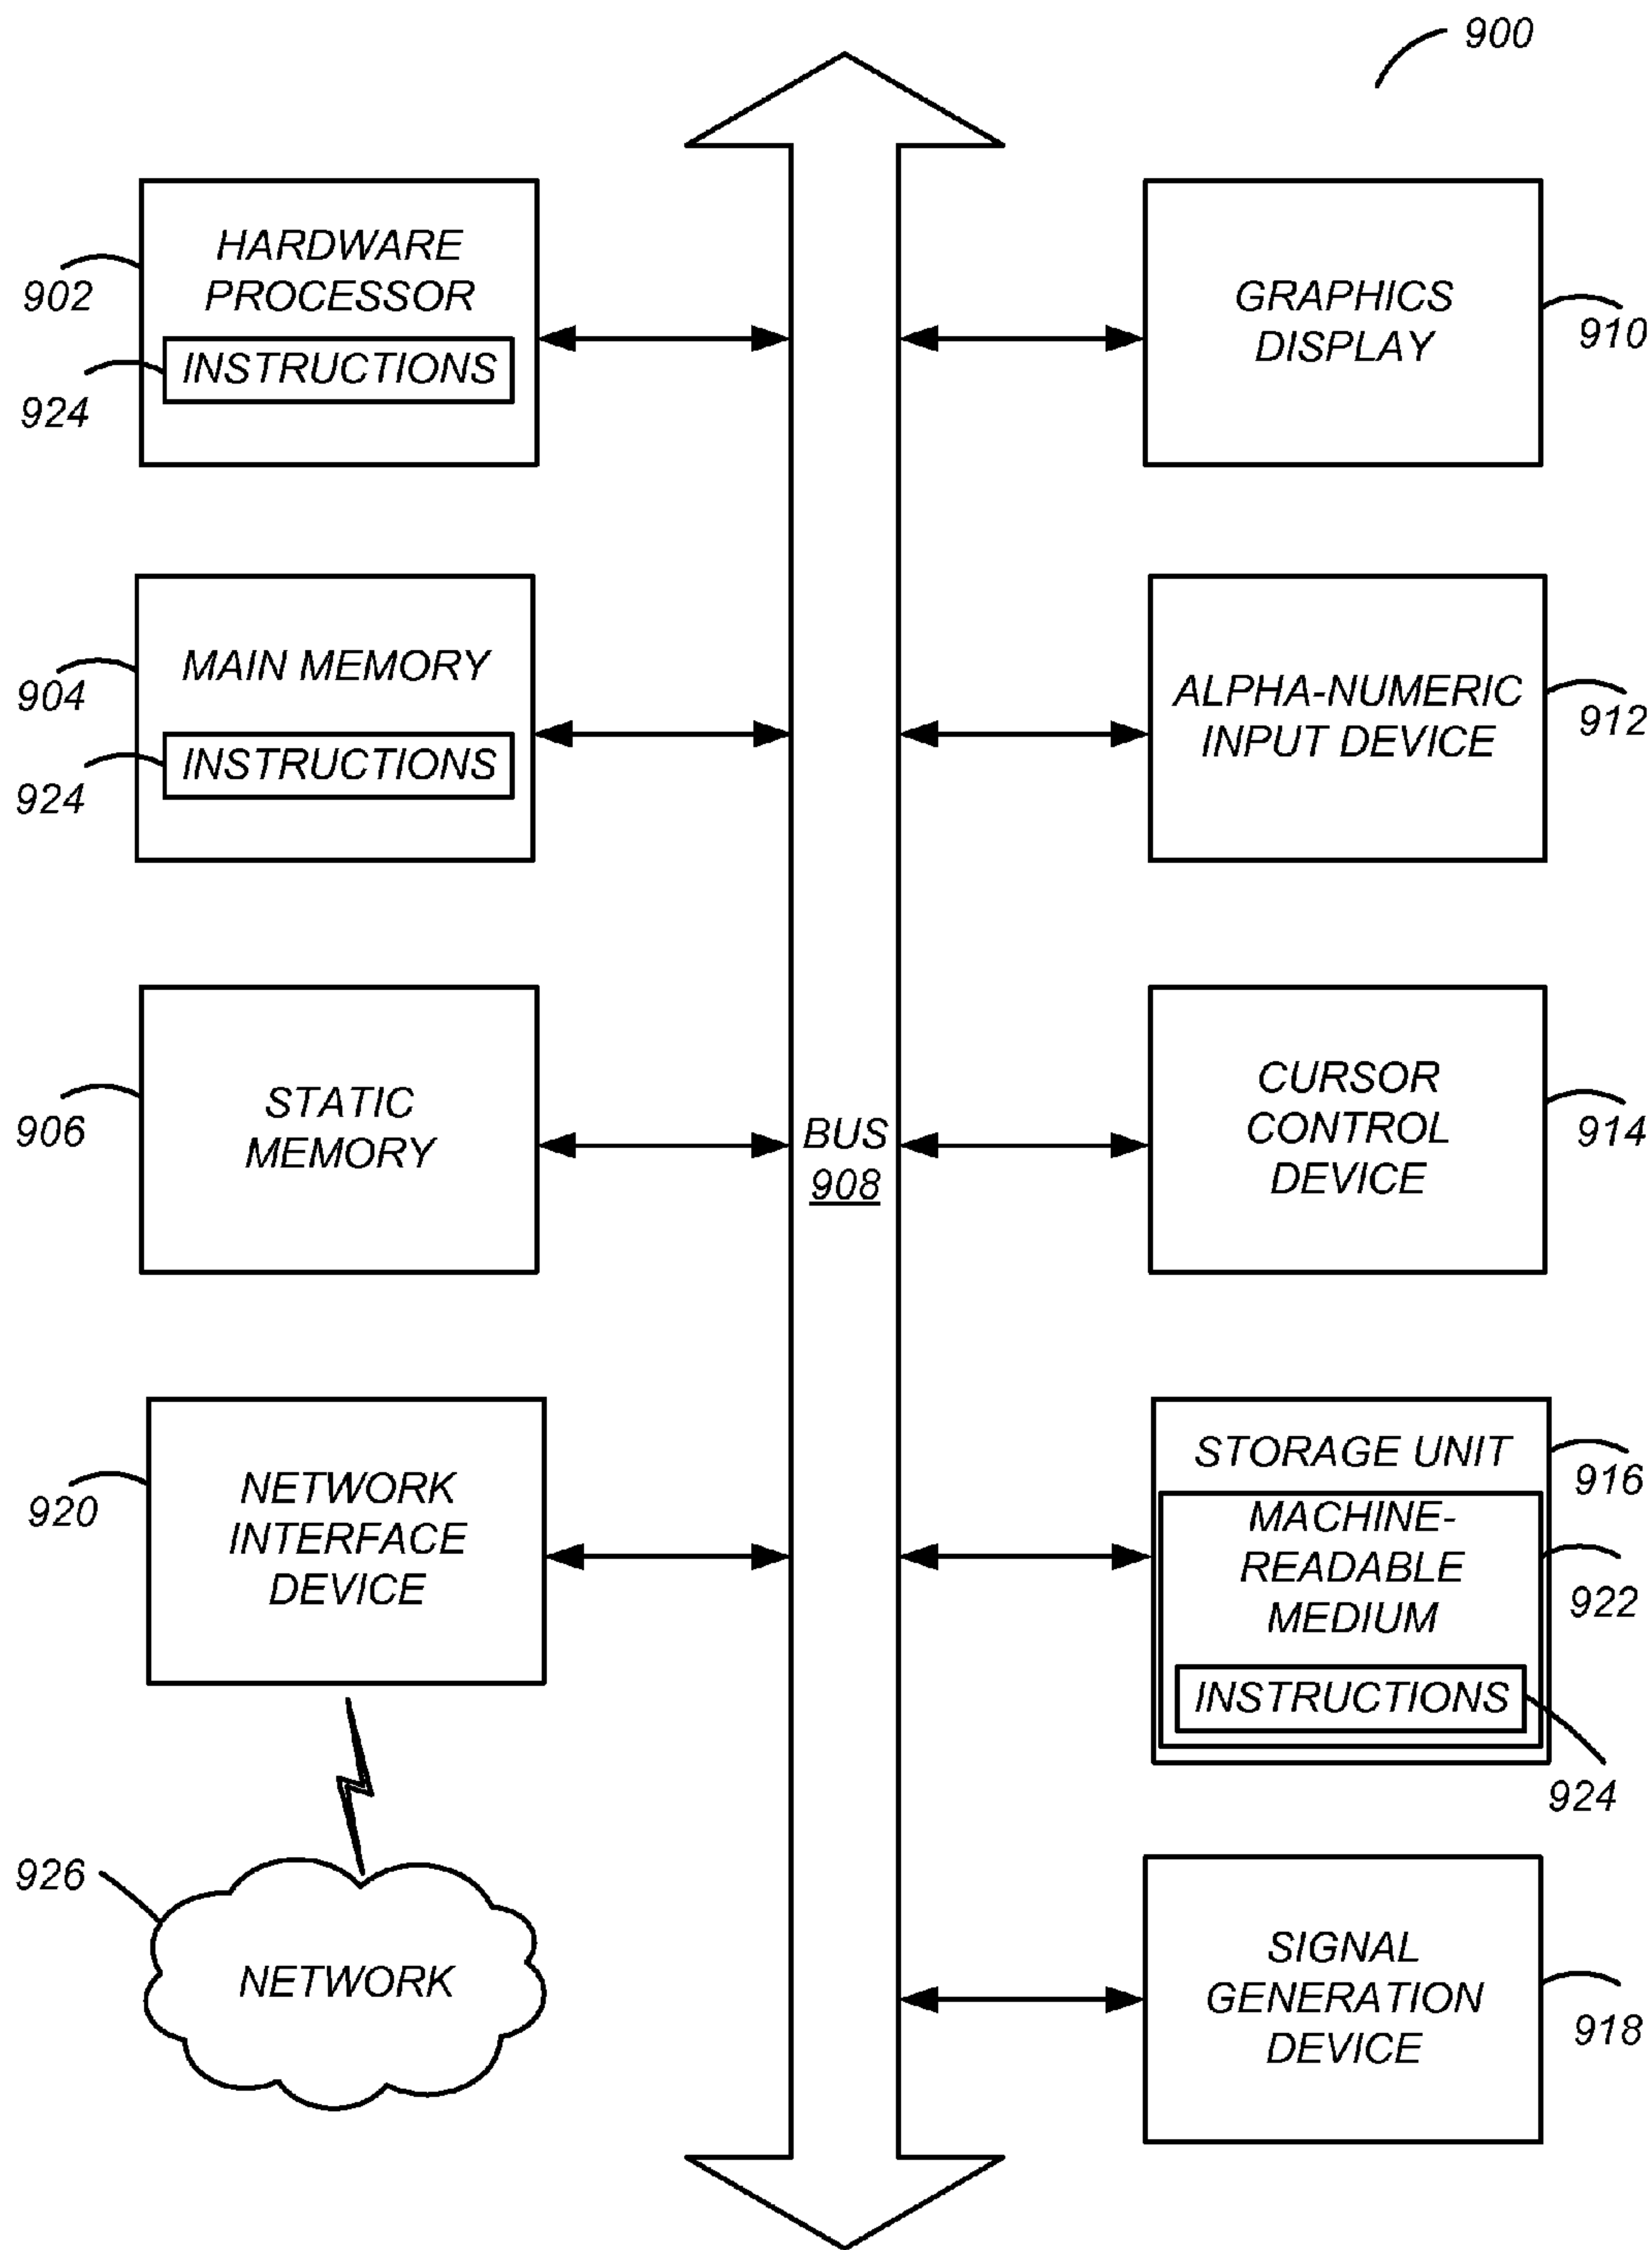 900
HARDWARE
PROCESSOR
902
INSTRUCTIONS
924
GRAPHICS
DISPLAY
910
MAIN MEMORY
904
INSTRUCTIONS
924
ALPHA-NUMERIC
INPUT DEVICE
912
STATIC
MEMORY
906
BUS
908
CURSOR
CONTROL
DEVICE
914
NETWORK
INTERFACE
DEVICE
920
STORAGE UNIT
916
MACHINE-
READABLE
MEDIUM
922
INSTRUCTIONS
924
926
NETWORK
SIGNAL
GENERATION
DEVICE
918